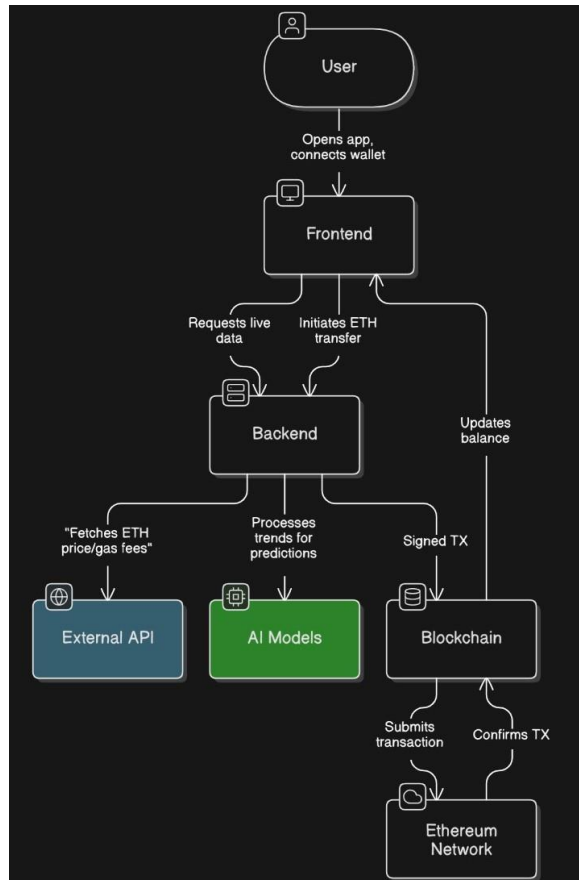 User
Opens app,
connects wallet
Frontend
Requests live
data
Initiates ETH
transfer
Updates
balance
Backend
"Fetches ETH
price/gas fees"
Processes
trends for
predictions
Signed TX
External API
AI Models
Blockchain
Submits
transaction
Confirms TX
Ethereum
Network